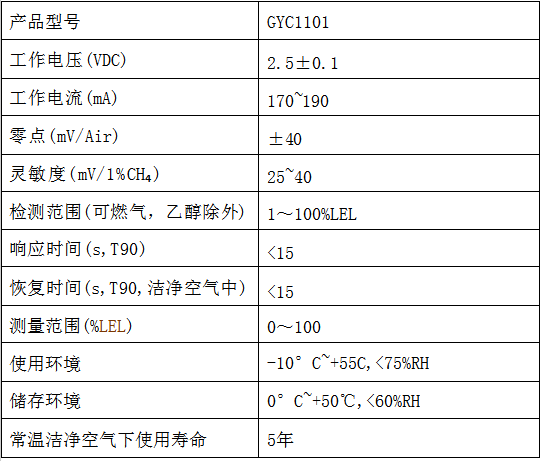 产品型号 GYC1101
工作电压(VDC) 2.5±0.1
工作电流(mA) 170~190
零点(mV/Air) ±40
灵敏度(mV/1%CH₄) 25~40
检测范围(可燃气，乙醇除外) 1～100%LEL
响应时间(s,T90) <15
恢复时间(s,T90,洁净空气中) <15
测量范围(%LEL) 0～100
使用环境 -10° C~+55C,<75%RH
储存环境 0° C~+50℃,<60%RH
常温洁净空气下使用寿命 5年